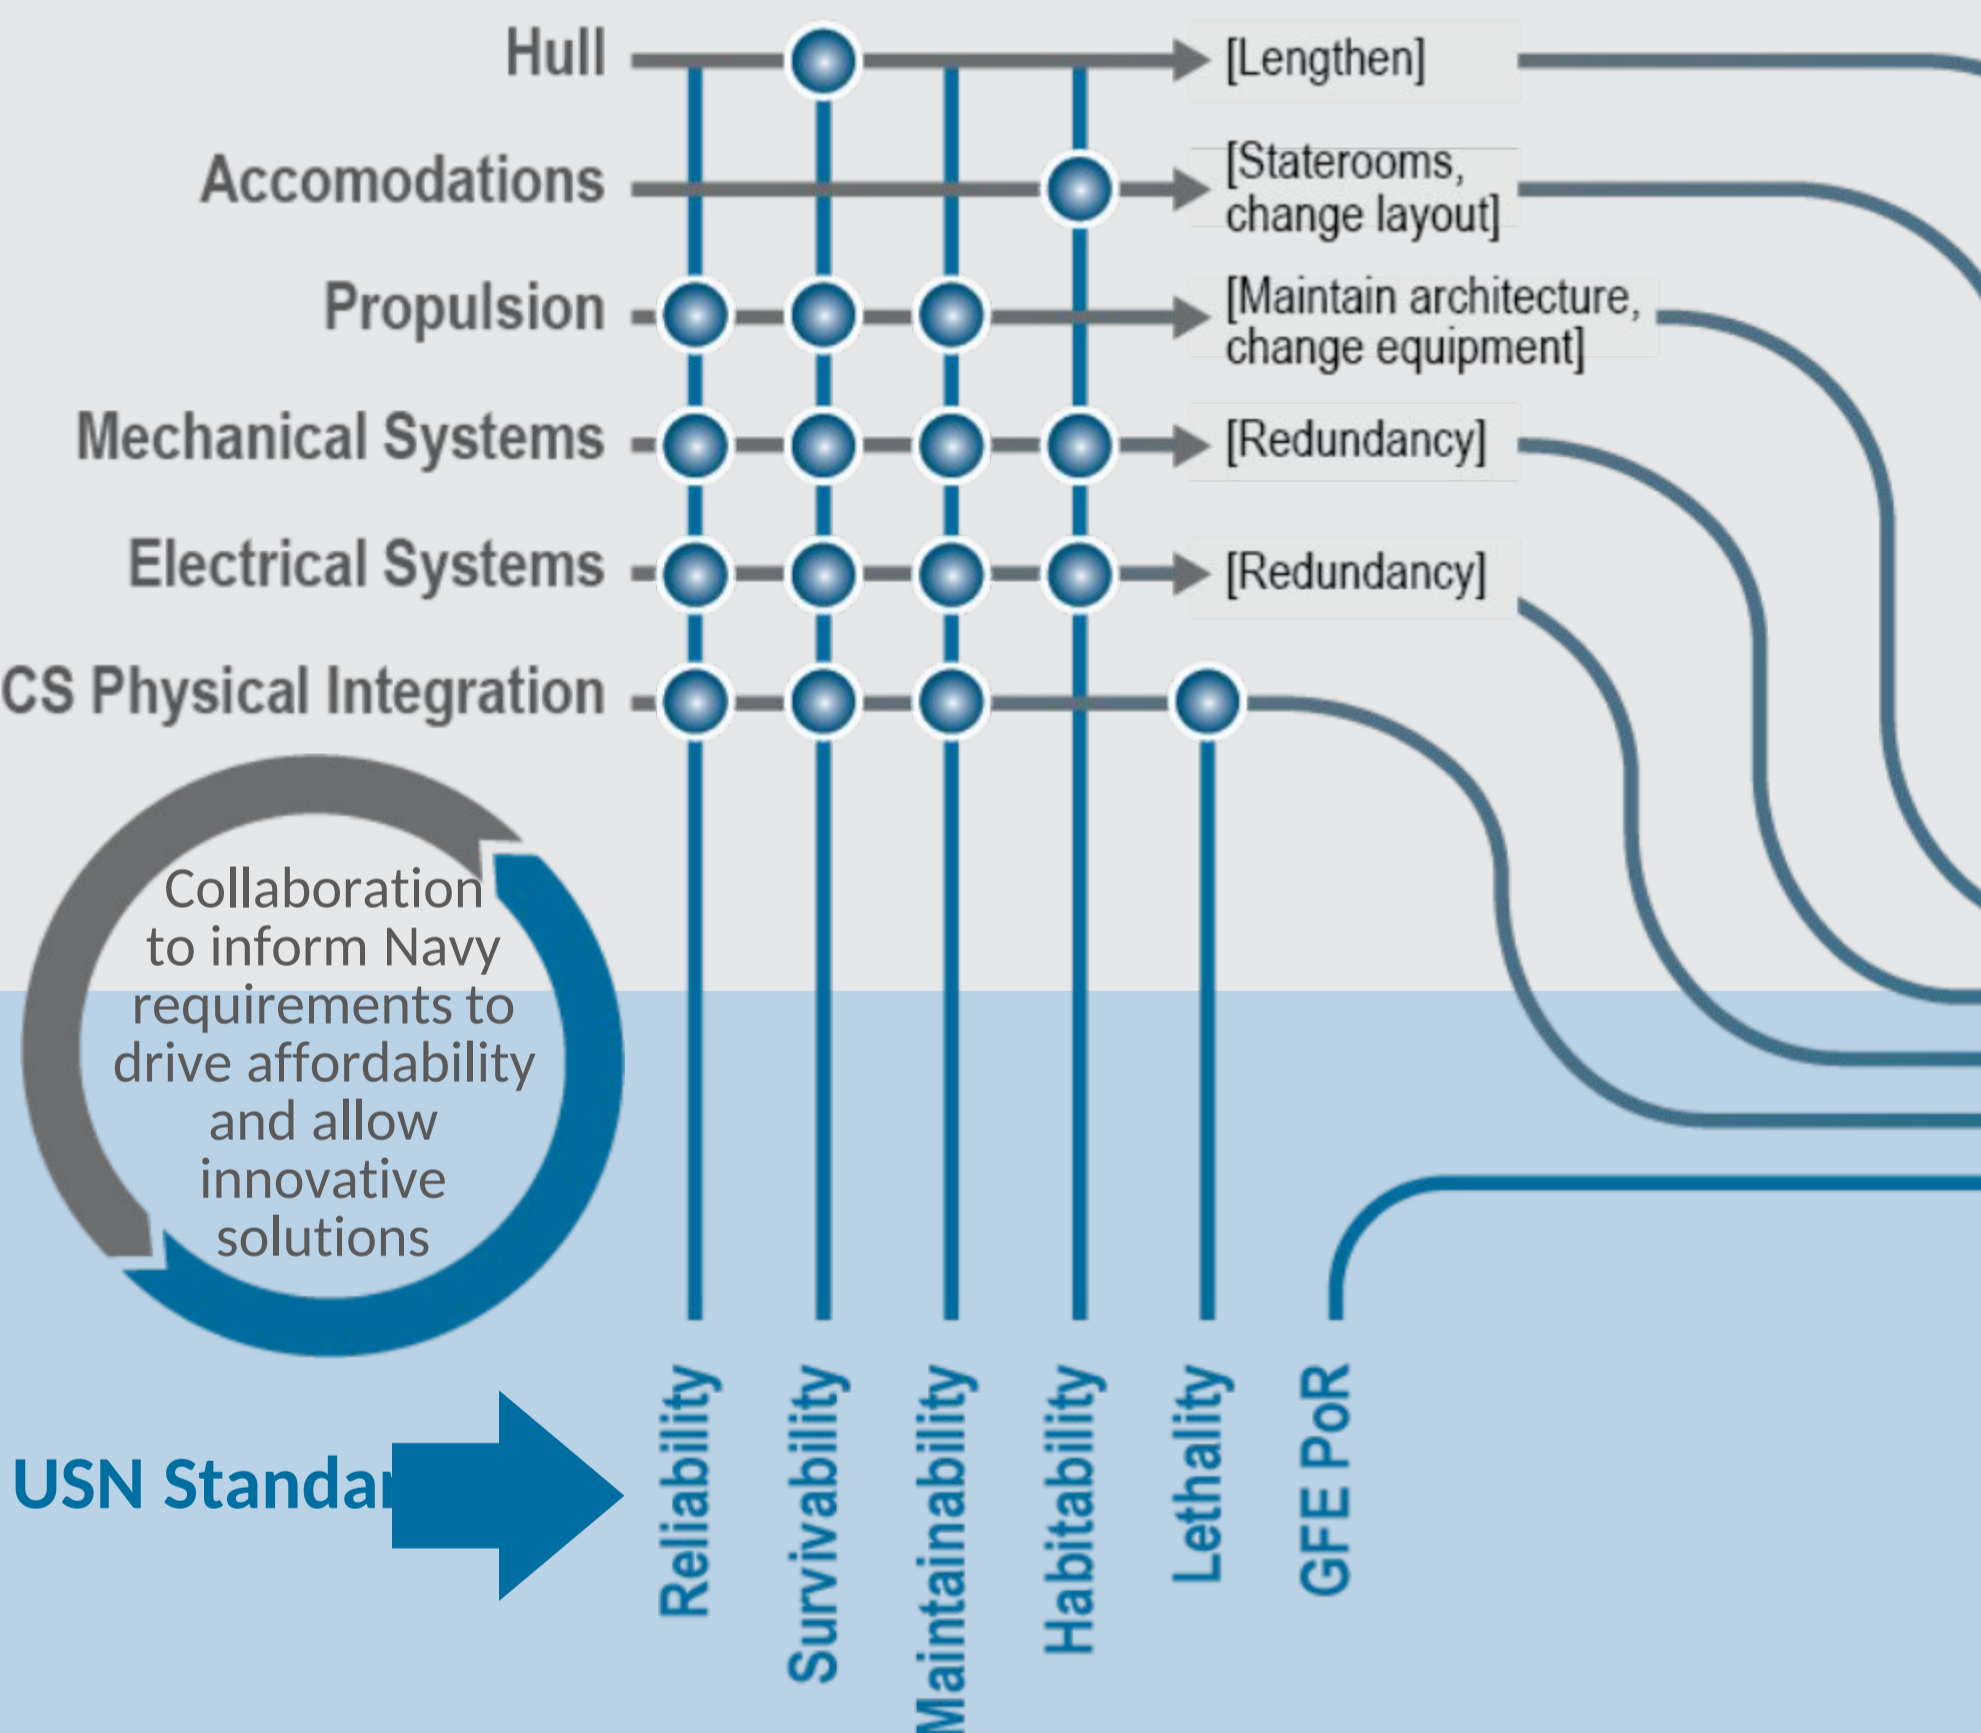 Hull
[Lengthen]
Accomodations
[Staterooms,
change layout]
Propulsion
[Maintain architecture,
change equipment]
Mechanical Systems
[Redundancy]
Electrical Systems
[Redundancy]
CS Physical Integration
Collaboration
to inform Navy
requirements to
drive affordability
and allow
innovative
solutions
USN
Reliability
Survivability
Maintainability
Habitability
Lethality
GFE PoR